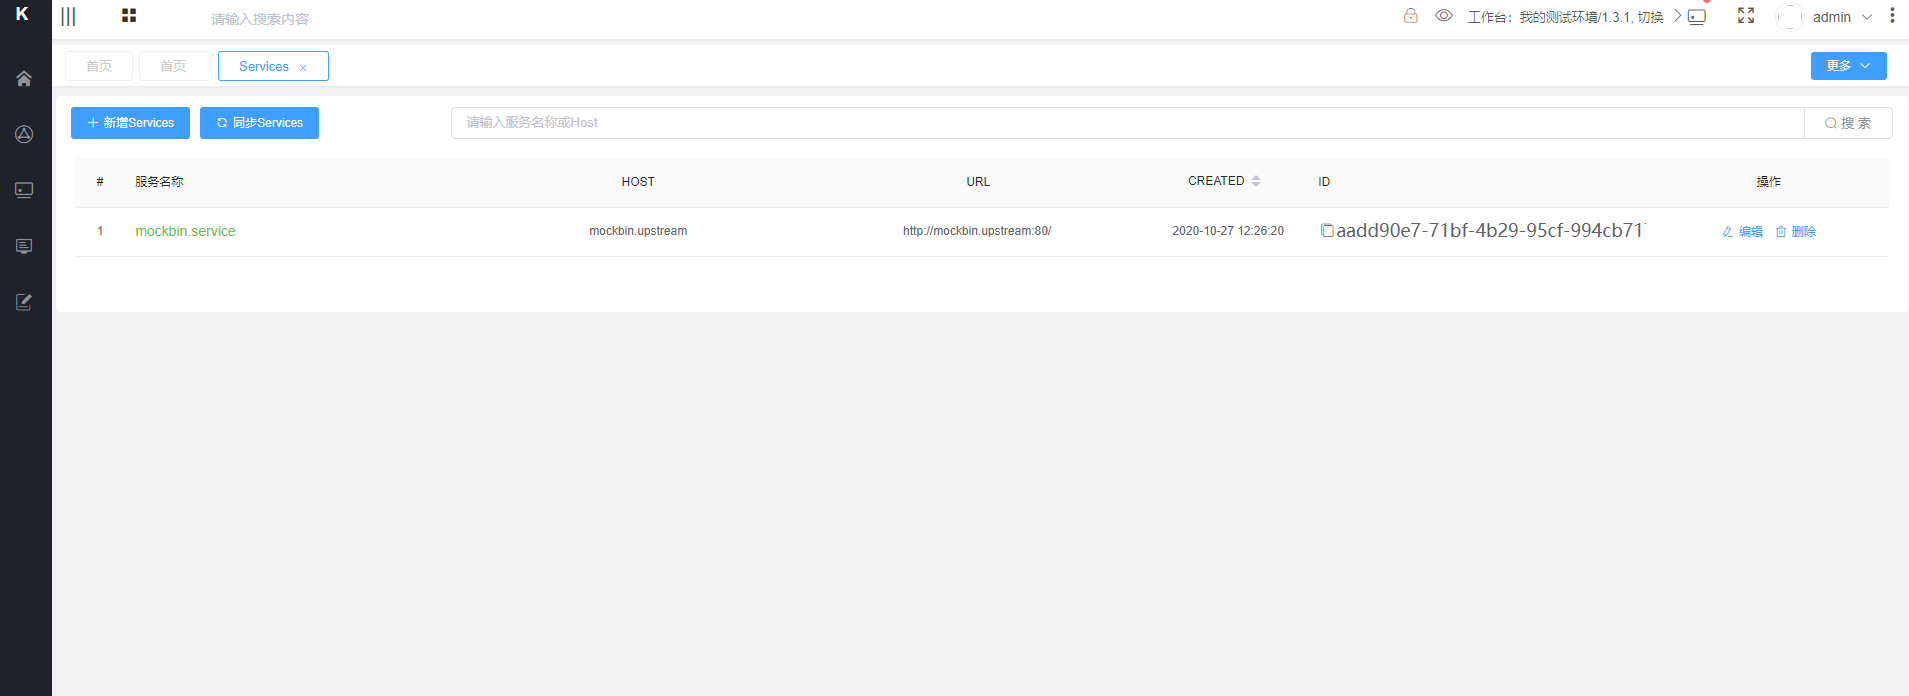 K
请输入搜索内容
工作台：我的测试环境/1.3.1, 切换
admin
首页
首页
Services ×
更多
+ 新增Services
同步Services
请输入服务名称或Host
搜 索
# 服务名称 HOST URL CREATED ID 操作
1 mockbin.service mockbin.upstream http://mockbin.upstream:80/ 2020-10-27 12:26:20 aadd90e7-71bf-4b29-95cf-994cb71 编辑 删除